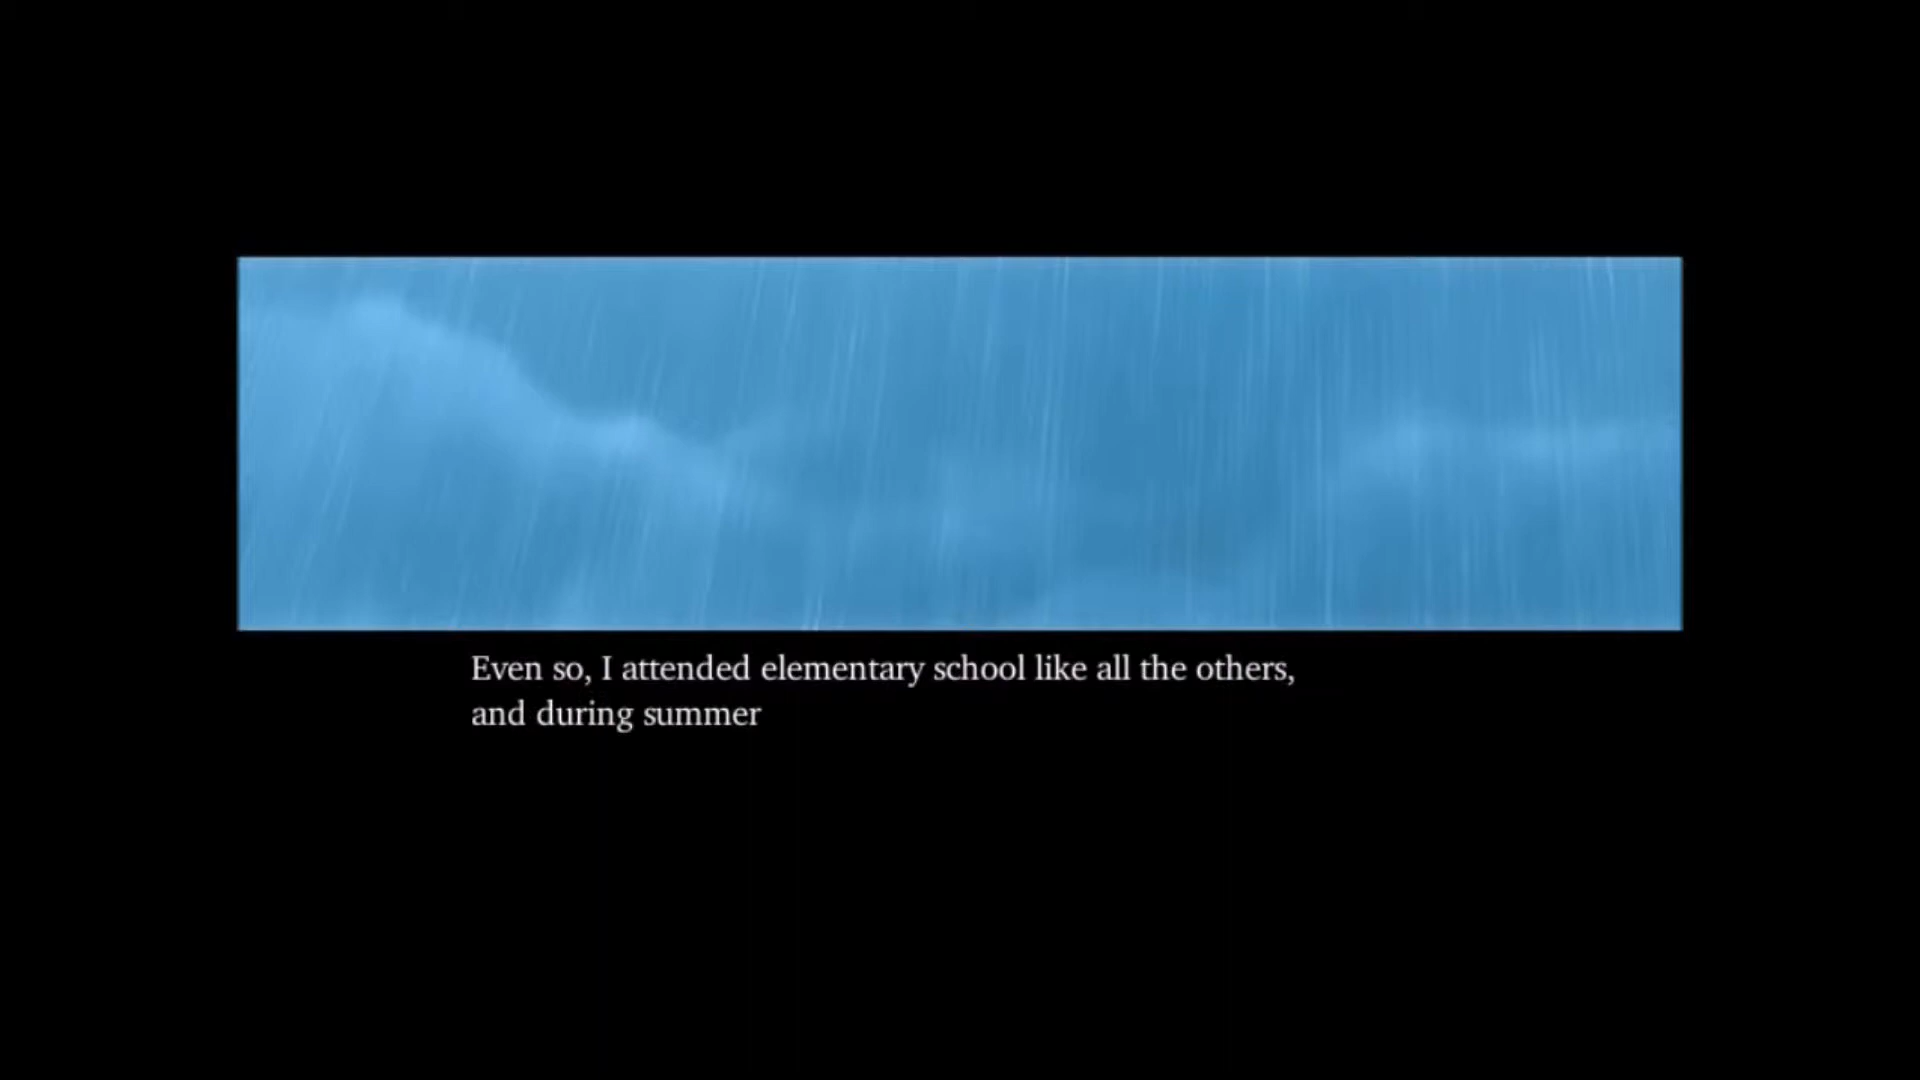 Even so, I attended elementary school like all the others,
and during summer